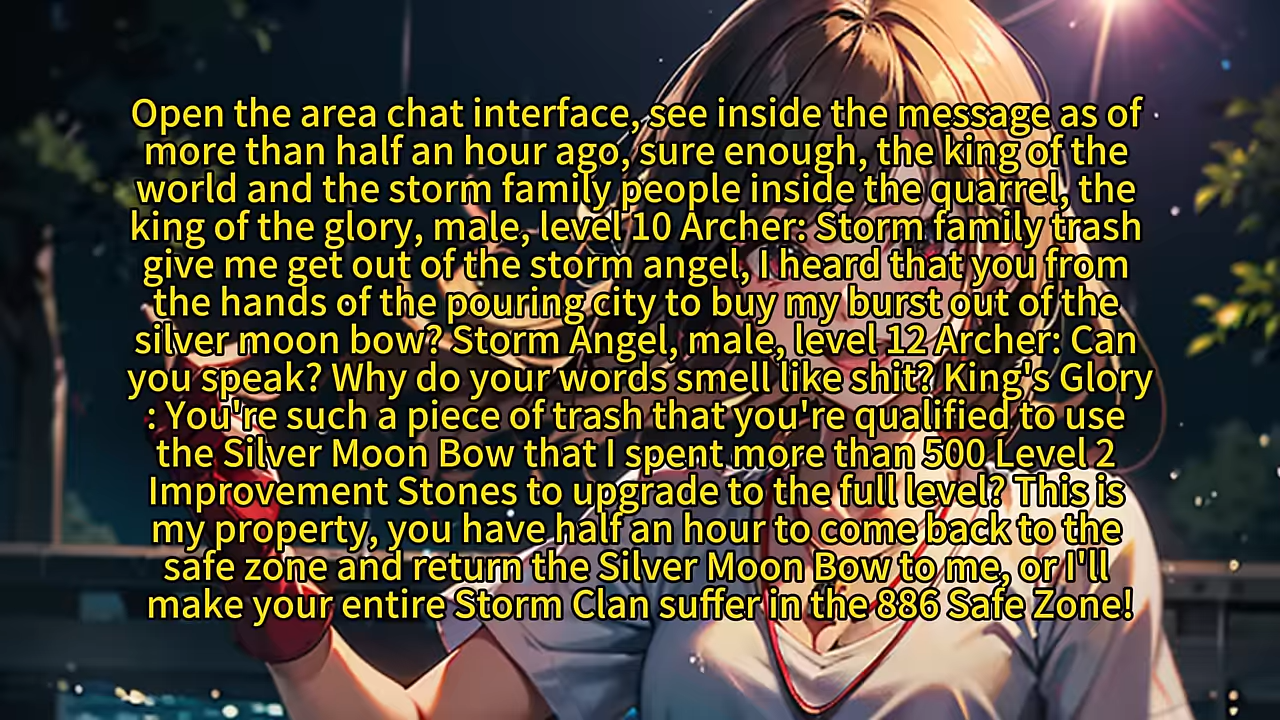 Open the area chat interface, see inside the message as of
more than half an hour ago, sure enough, the king of the
world and the storm family people inside the quarrel, the
king of the glory, male, level 10 Archer: Storm family trash
give me get out of the storm angel, I heard that you from
the hands of the pouring city to buy my burst out of the
silver moon bow? Storm Angel, male, level 12 Archer: Can
you speak? Why do your words smell like shit? King's Glory
: You're such a piece of trash that you're qualified to use
the Silver Moon Bow that I spent more than 500 Level 2
Improvement Stones to upgrade to the full level? This is
my property, you have half an hour to come back to the
safe zone and return the Silver Moon Bow to me, or I'll
make your entire Storm Clan suffer in the 886 Safe Zone!